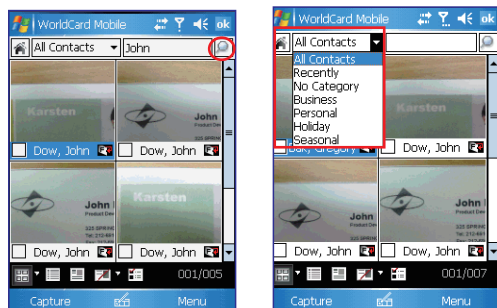 WorldCard Mobile
ok
All Contacts
John
Karsten
John
Dow, John
Dow, John
John
Karsten
Dow, John
Dow, John
001/005
Capture
Menu
WorldCard Mobile
ok
All Contacts
All Contacts
Recently
No Category
Business
Personal
Holiday
Seasonal
Gregory
Dow, John
John
Karsten
Dow, John
Dow, John
001/007
Capture
Menu